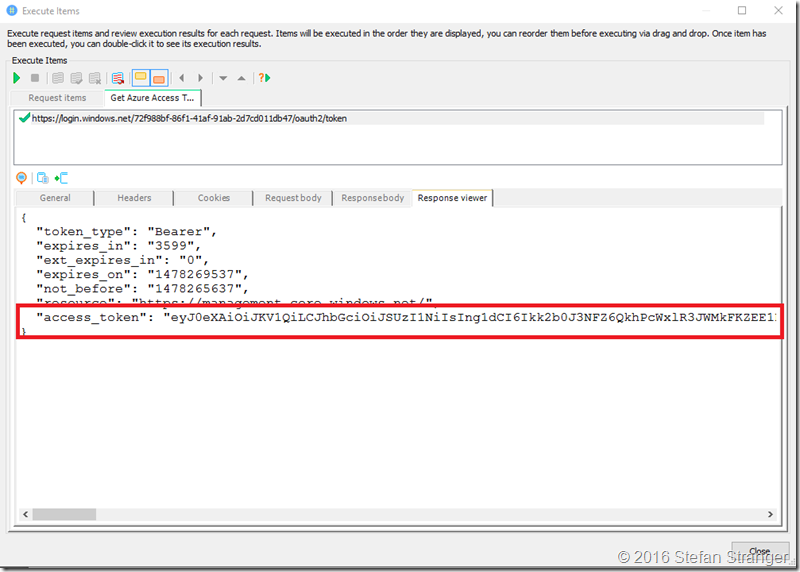 Execute Items
Execute request items and review execution results for each request. Items will be executed in the order they are displayed, you can reorder them before executing via drag and drop. Once item has
been executed, you can double-click it to see its execution results.
Execute Items
Request items
Get Azure Access T...
https://login.windows.net/72f988bf-86f1-41af-91ab-2d7cd011db47/oauth2/token
General Headers Cookies Request body Response body Response viewer
{
"token_type": "Bearer",
"expires_in": "3599",
"ext_expires_in": "0",
"expires_on": "1478269537",
"not_before": "1478265637",
"resource": "https://management.core.windows.net/",
"access_token": "eyJ0eXAiOiJKV1QiLCJhbGciOiJSUzI1NiIsIng1dCI6Ikk2b0J3NFZ6QkhPcWxlR3JWMkFKZEE1
}
Close
© 2016 Stefan Stranger